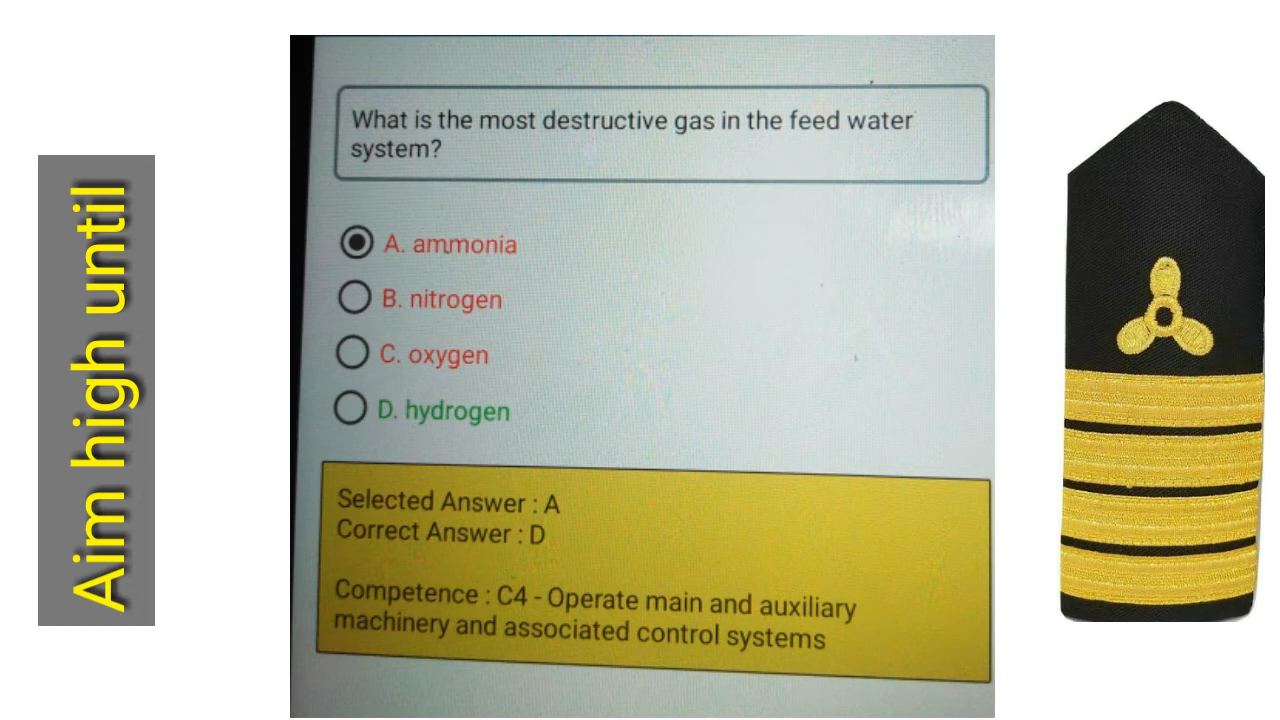 Aim high until
What is the most destructive gas in the feed water
system?
A. ammonia
B. nitrogen
C. oxygen
D. hydrogen
Selected Answer : A
Correct Answer : D
Competence : C4 - Operate main and auxiliary
machinery and associated control systems